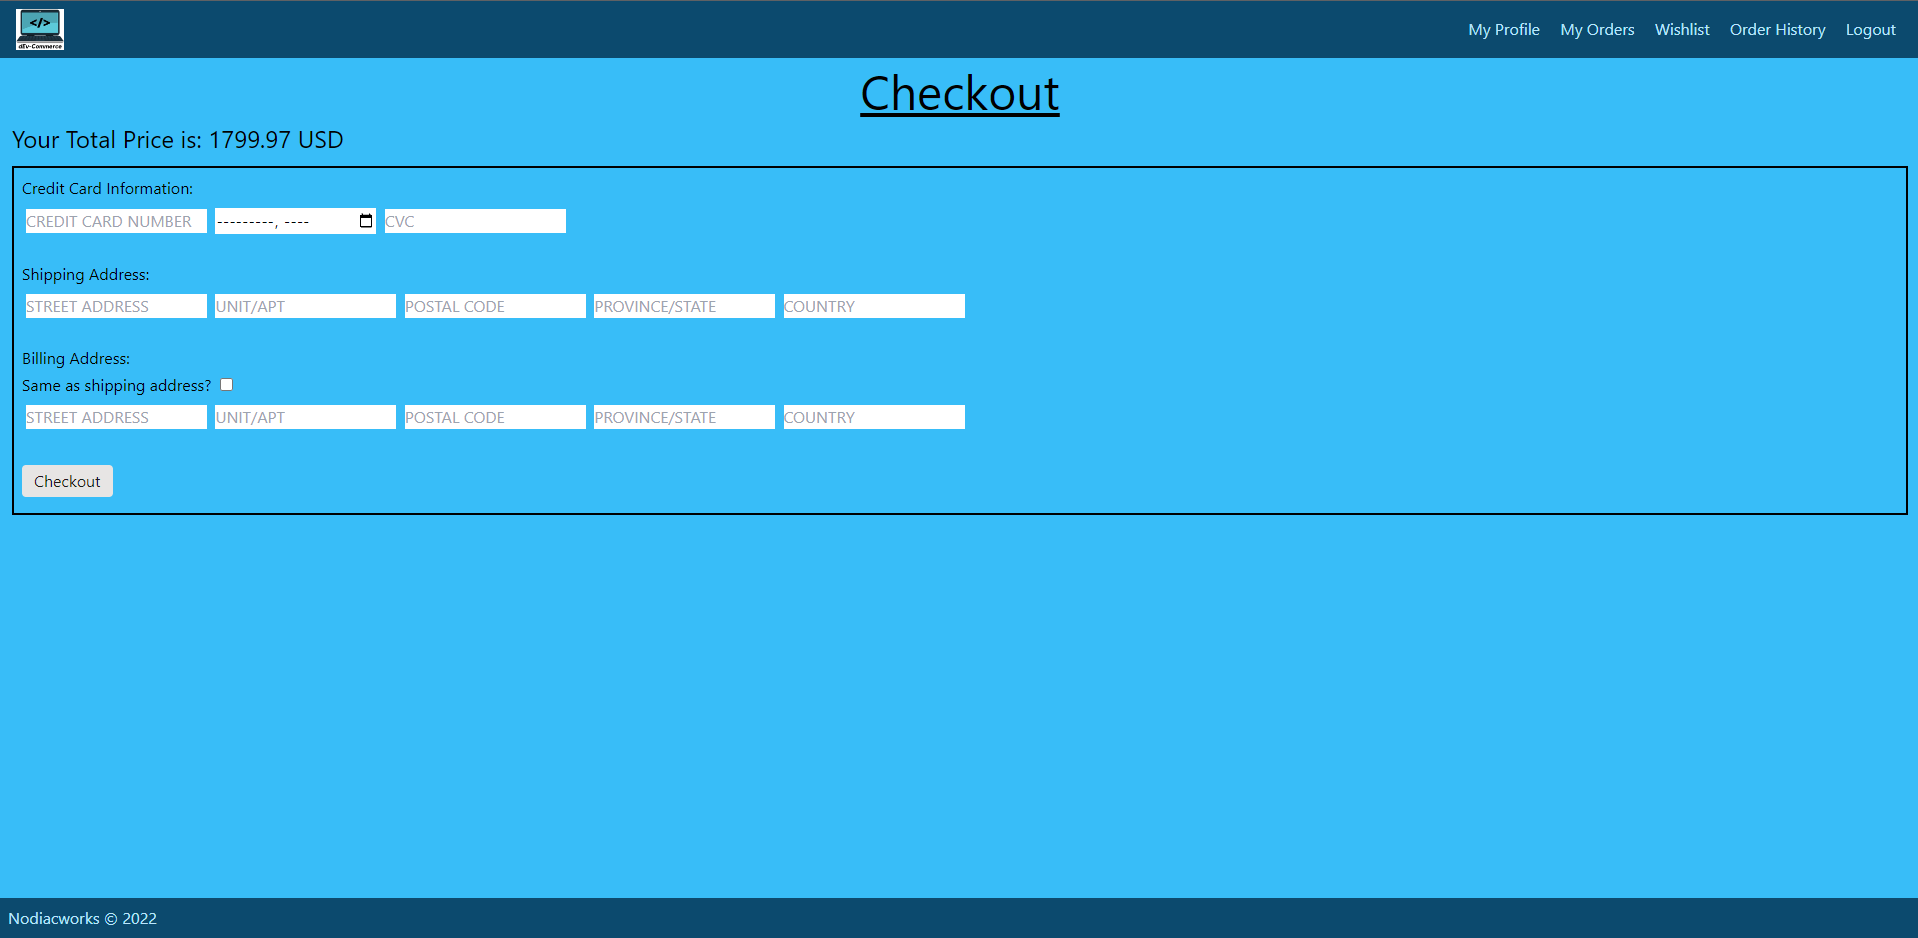 </>
dEv-Commerce
My Profile My Orders Wishlist Order History Logout
Checkout
Your Total Price is: 1799.97 USD
Credit Card Information:
CREDIT CARD NUMBER ---------, ---- CVC
Shipping Address:
STREET ADDRESS UNIT/APT POSTAL CODE PROVINCE/STATE COUNTRY
Billing Address:
Same as shipping address?
STREET ADDRESS UNIT/APT POSTAL CODE PROVINCE/STATE COUNTRY
Checkout
Nodiacworks © 2022